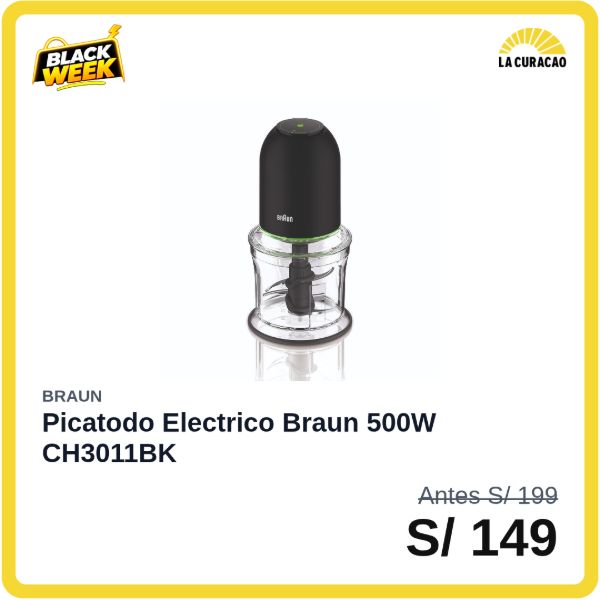 BLACK
WEEK
LA CURACAO
BRAUN
BRAUN
Picatodo Electrico Braun 500W
CH3011BK
Antes S/ 199
S/ 149